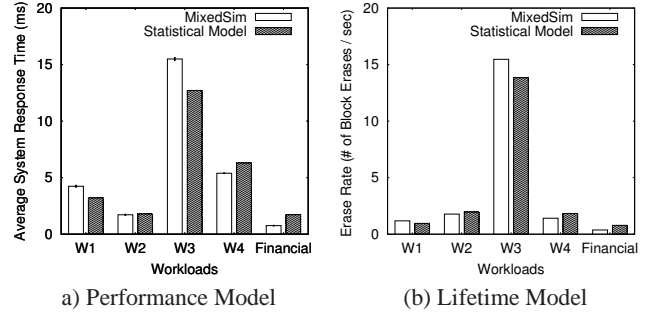 Average System Response Time (ms)
20
15
10
5
0
MixedSim
Statistical Model
W1 W2 W3 W4 Financial
Workloads
a) Performance Model
Erase Rate (# of Block Erases / sec)
20
15
10
5
0
MixedSim
Statistical Model
W1 W2 W3 W4 Financial
Workloads
(b) Lifetime Model